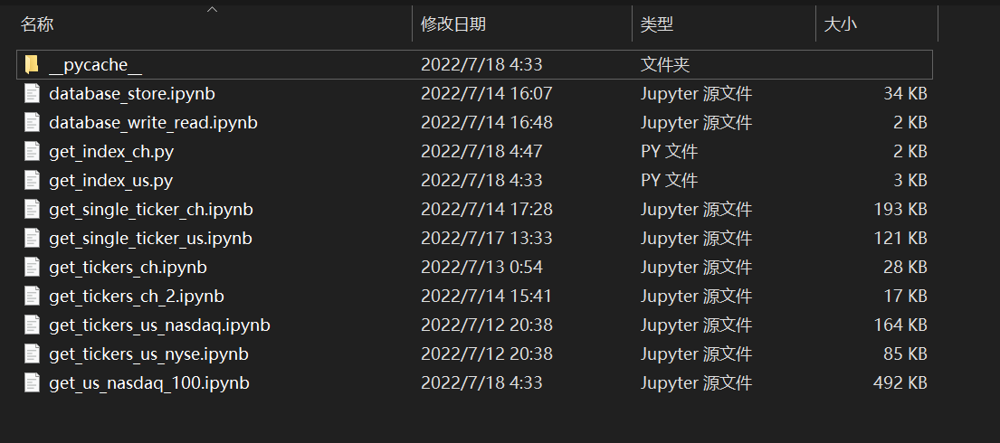 名称 修改日期 类型 大小
__pycache__ 2022/7/18 4:33 文件夹
database_store.ipynb 2022/7/14 16:07 Jupyter 源文件 34 KB
database_write_read.ipynb 2022/7/14 16:48 Jupyter 源文件 2 KB
get_index_ch.py 2022/7/18 4:47 PY 文件 2 KB
get_index_us.py 2022/7/18 4:33 PY 文件 3 KB
get_single_ticker_ch.ipynb 2022/7/14 17:28 Jupyter 源文件 193 KB
get_single_ticker_us.ipynb 2022/7/17 13:33 Jupyter 源文件 121 KB
get_tickers_ch.ipynb 2022/7/13 0:54 Jupyter 源文件 28 KB
get_tickers_ch_2.ipynb 2022/7/14 15:41 Jupyter 源文件 17 KB
get_tickers_us_nasdaq.ipynb 2022/7/12 20:38 Jupyter 源文件 164 KB
get_tickers_us_nyse.ipynb 2022/7/12 20:38 Jupyter 源文件 85 KB
get_us_nasdaq_100.ipynb 2022/7/18 4:33 Jupyter 源文件 492 KB